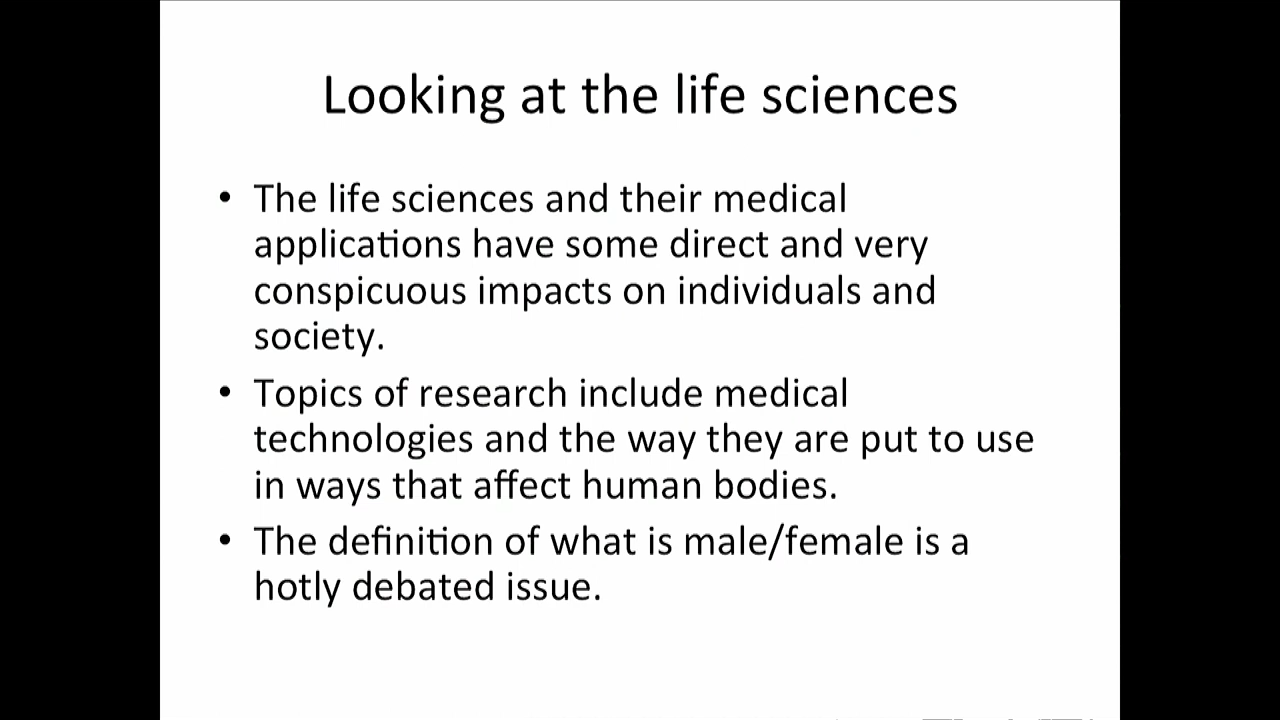 Looking at the life sciences
• The life sciences and their medical
applications have some direct and very
conspicuous impacts on individuals and
society.
• Topics of research include medical
technologies and the way they are put to use
in ways that affect human bodies.
• The definition of what is male/female is a
hotly debated issue.